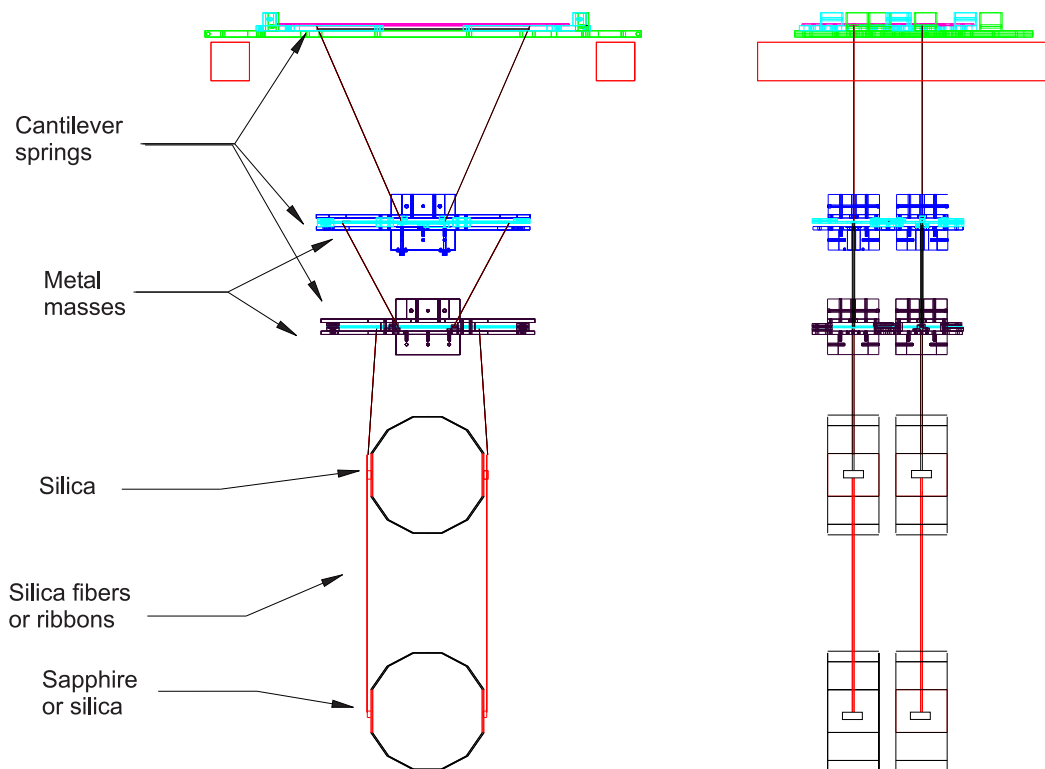 Cantilever
springs
Metal
masses
Silica
Silica fibers
or ribbons
Sapphire
or silica